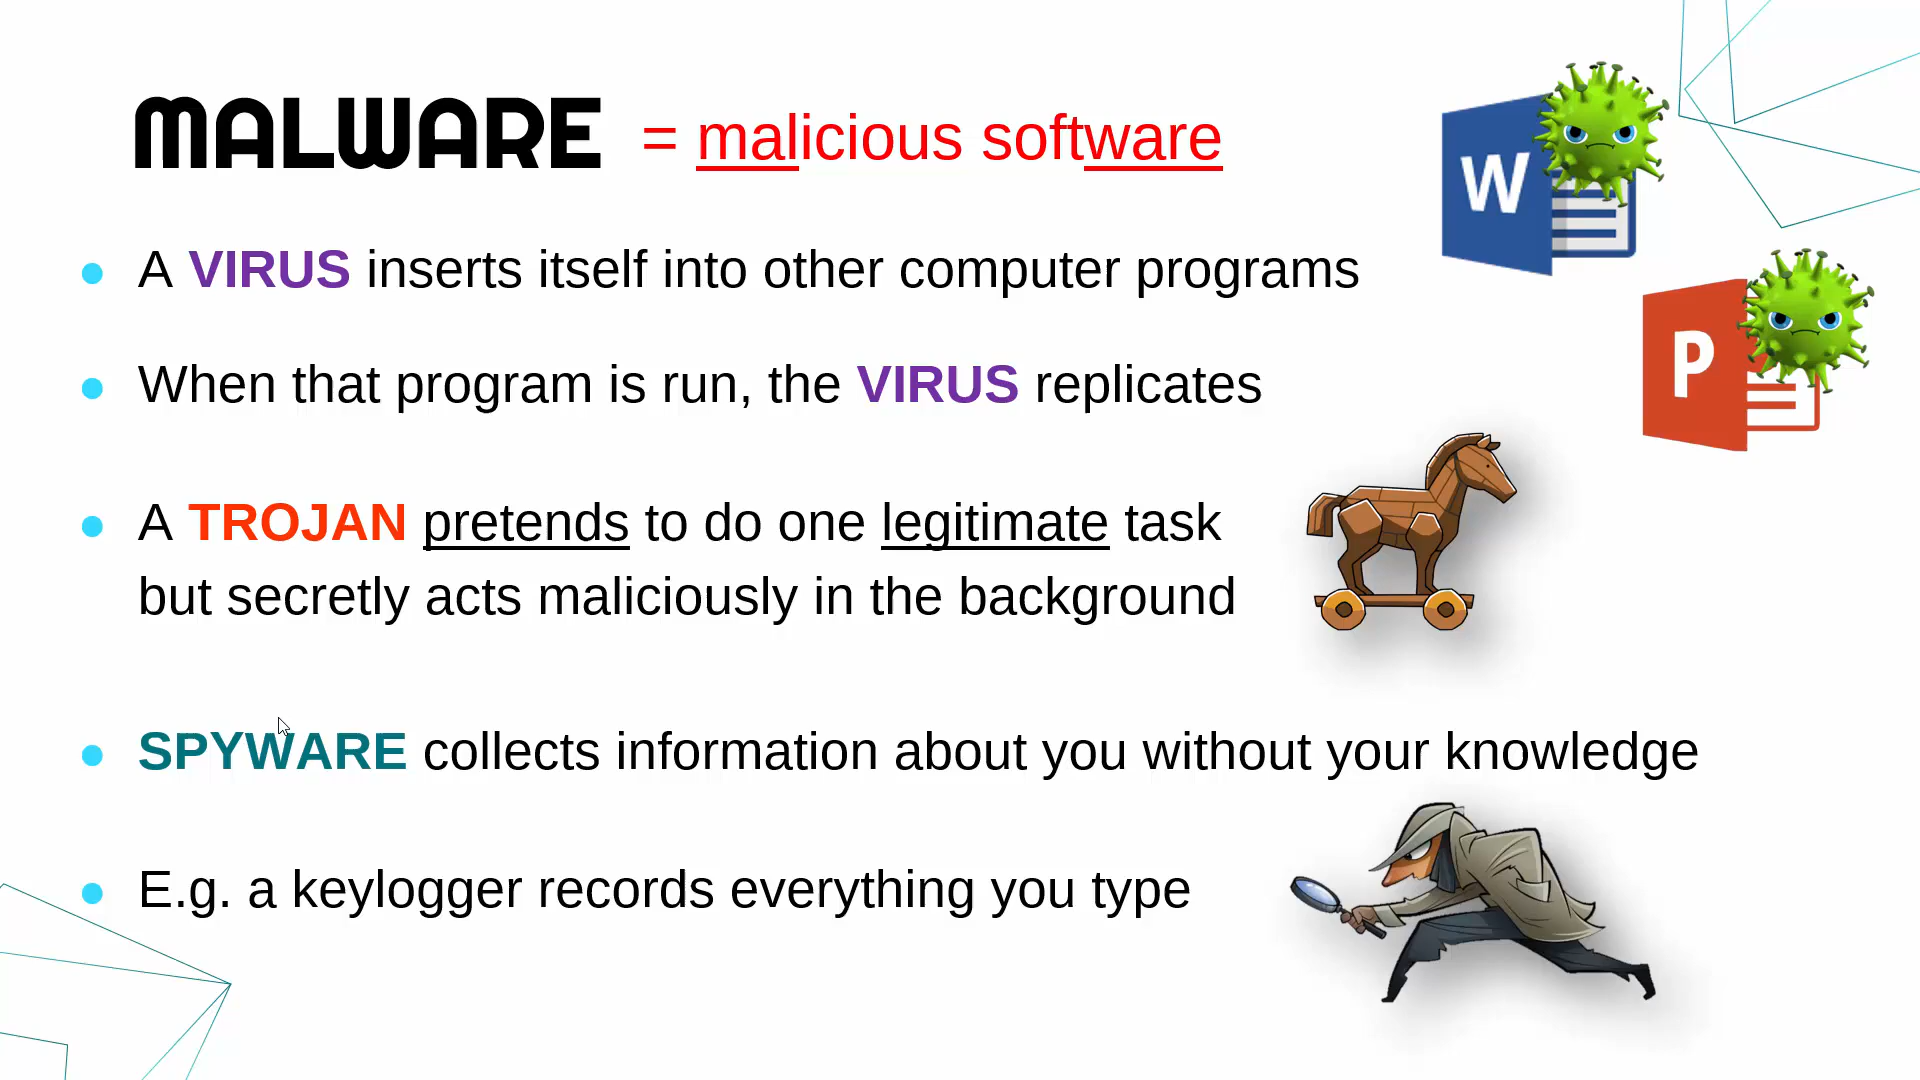 MALWARE = malicious software
A VIRUS inserts itself into other computer programs
When that program is run, the VIRUS replicates
A TROJAN pretends to do one legitimate task
but secretly acts maliciously in the background
SPYWARE collects information about you without your knowledge
E.g. a keylogger records everything you type
W
P